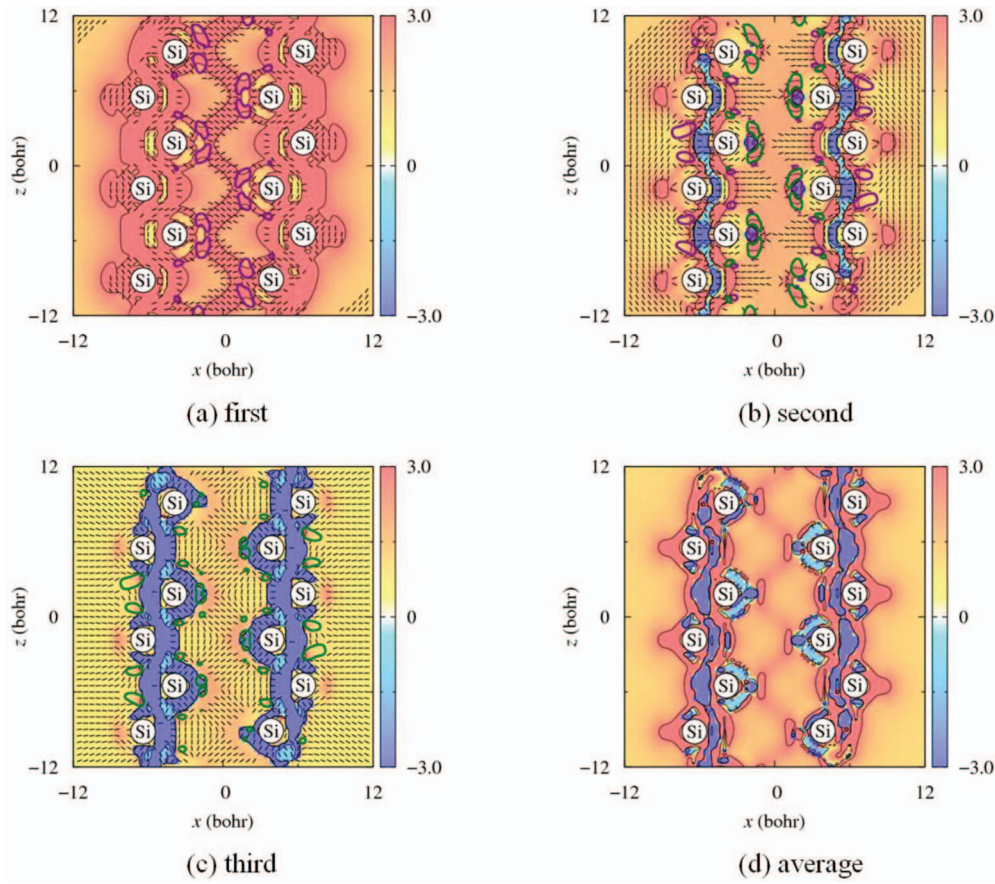 12
3.0
Si
Si
Si
Si
z (bohr)
0
Si
Si
0
Si
Si
Si
Si
Si
Si
−12
−3.0
−12
0
12
x (bohr)
(a) first
12
3.0
Si
Si
Si
Si
z (bohr)
0
Si
Si
0
Si
Si
Si
Si
Si
Si
−12
−3.0
−12
0
12
x (bohr)
(b) second
12
3.0
Si
Si
Si
Si
z (bohr)
0
Si
Si
0
Si
Si
Si
Si
Si
Si
−12
−3.0
−12
0
12
x (bohr)
(c) third
12
3.0
Si
Si
Si
Si
z (bohr)
0
Si
Si
0
Si
Si
Si
Si
Si
Si
−12
−3.0
−12
0
12
x (bohr)
(d) average